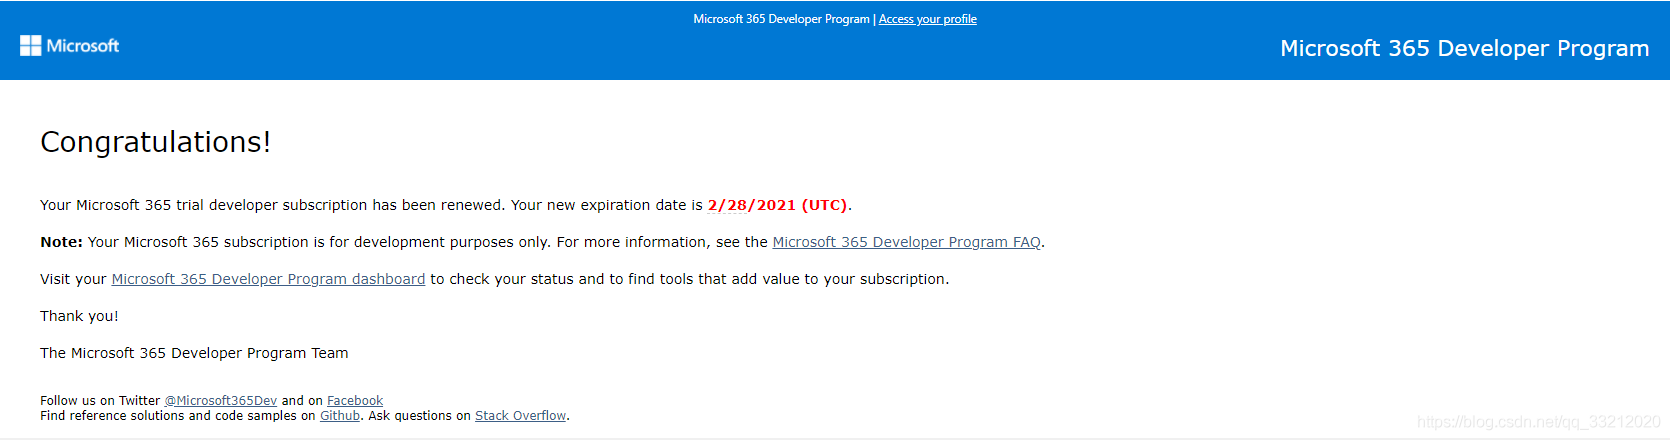 Microsoft 365 Developer Program | Access your profile
Microsoft
Microsoft 365 Developer Program
Congratulations!
Your Microsoft 365 trial developer subscription has been renewed. Your new expiration date is 2/28/2021 (UTC).
Note: Your Microsoft 365 subscription is for development purposes only. For more information, see the Microsoft 365 Developer Program FAQ.
Visit your Microsoft 365 Developer Program dashboard to check your status and to find tools that add value to your subscription.
Thank you!
The Microsoft 365 Developer Program Team
Follow us on Twitter @Microsoft365Dev and on Facebook
Find reference solutions and code samples on Github. Ask questions on Stack Overflow.
https://blog.csdn.net/qq_33212020